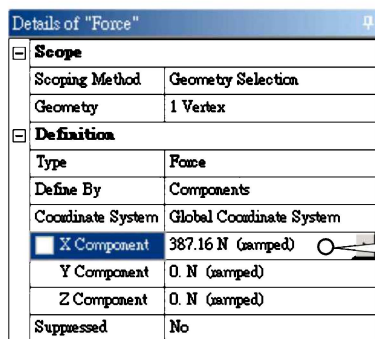 Details of "Force"
Scope
Scoping Method Geometry Selection
Geometry 1 Vertex
Definition
Type Force
Define By Components
Coordinate System Global Coordinate System
X Component 387.16 N (ramped)
Y Component 0. N (ramped)
Z Component 0. N (ramped)
Suppressed No